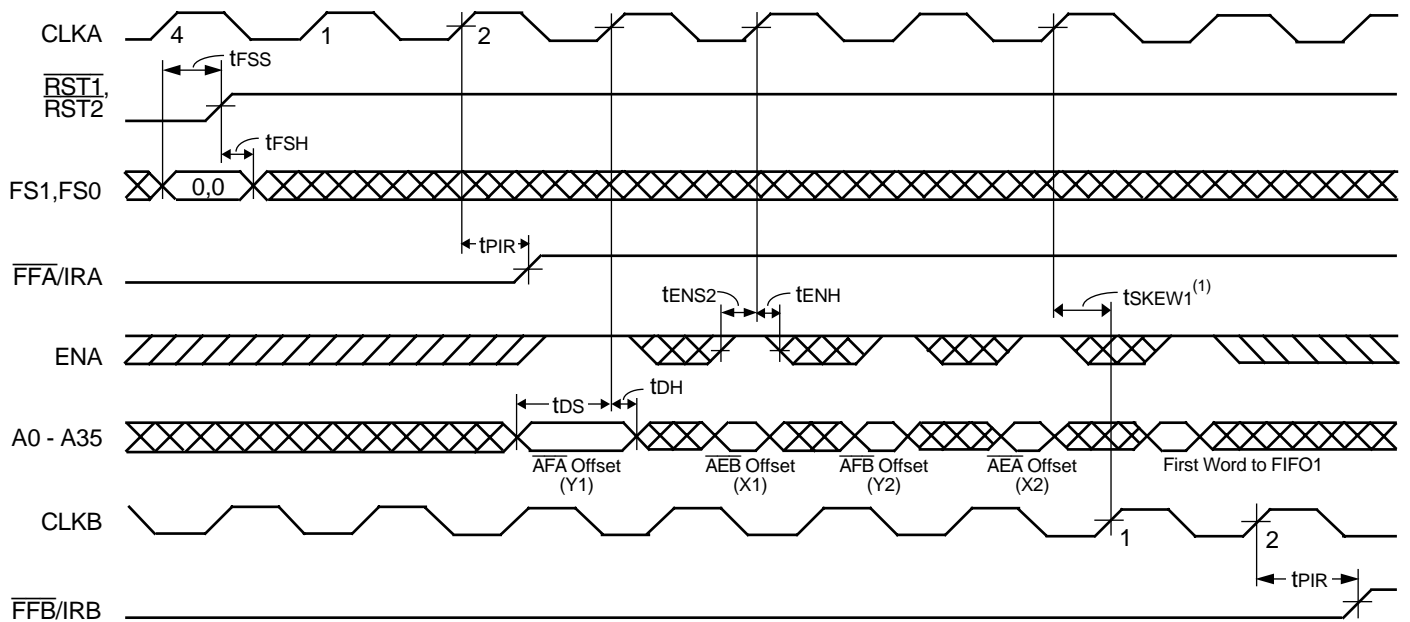 CLKA 4 1 2
tFSS
RST1,
RST2
tFSH
FS1,FS0 0,0
tPIR
FFA/IRA
tENS2 tENH tSKEW1(1)
ENA
tDS tDH
A0 - A35
AFA Offset (Y1)
AEB Offset (X1)
AFB Offset (Y2)
AEA Offset (X2)
First Word to FIFO1
CLKB 1 2
tPIR
FFB/IRB